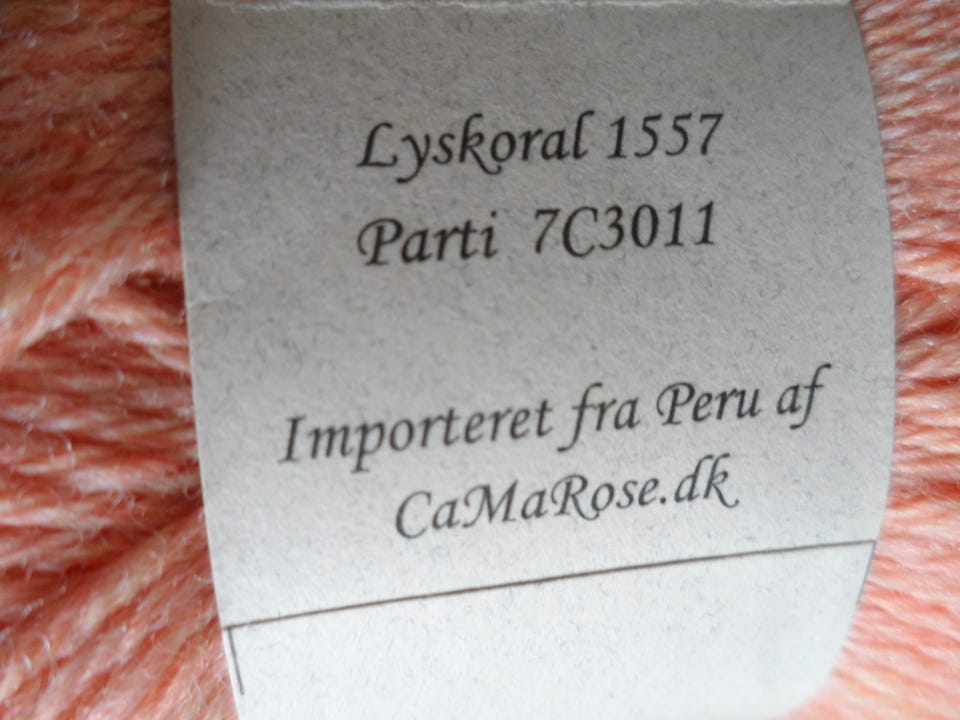 Lyskoral 1557
Parti 7C3011
Importeret fra Peru af
CaMaRose.dk